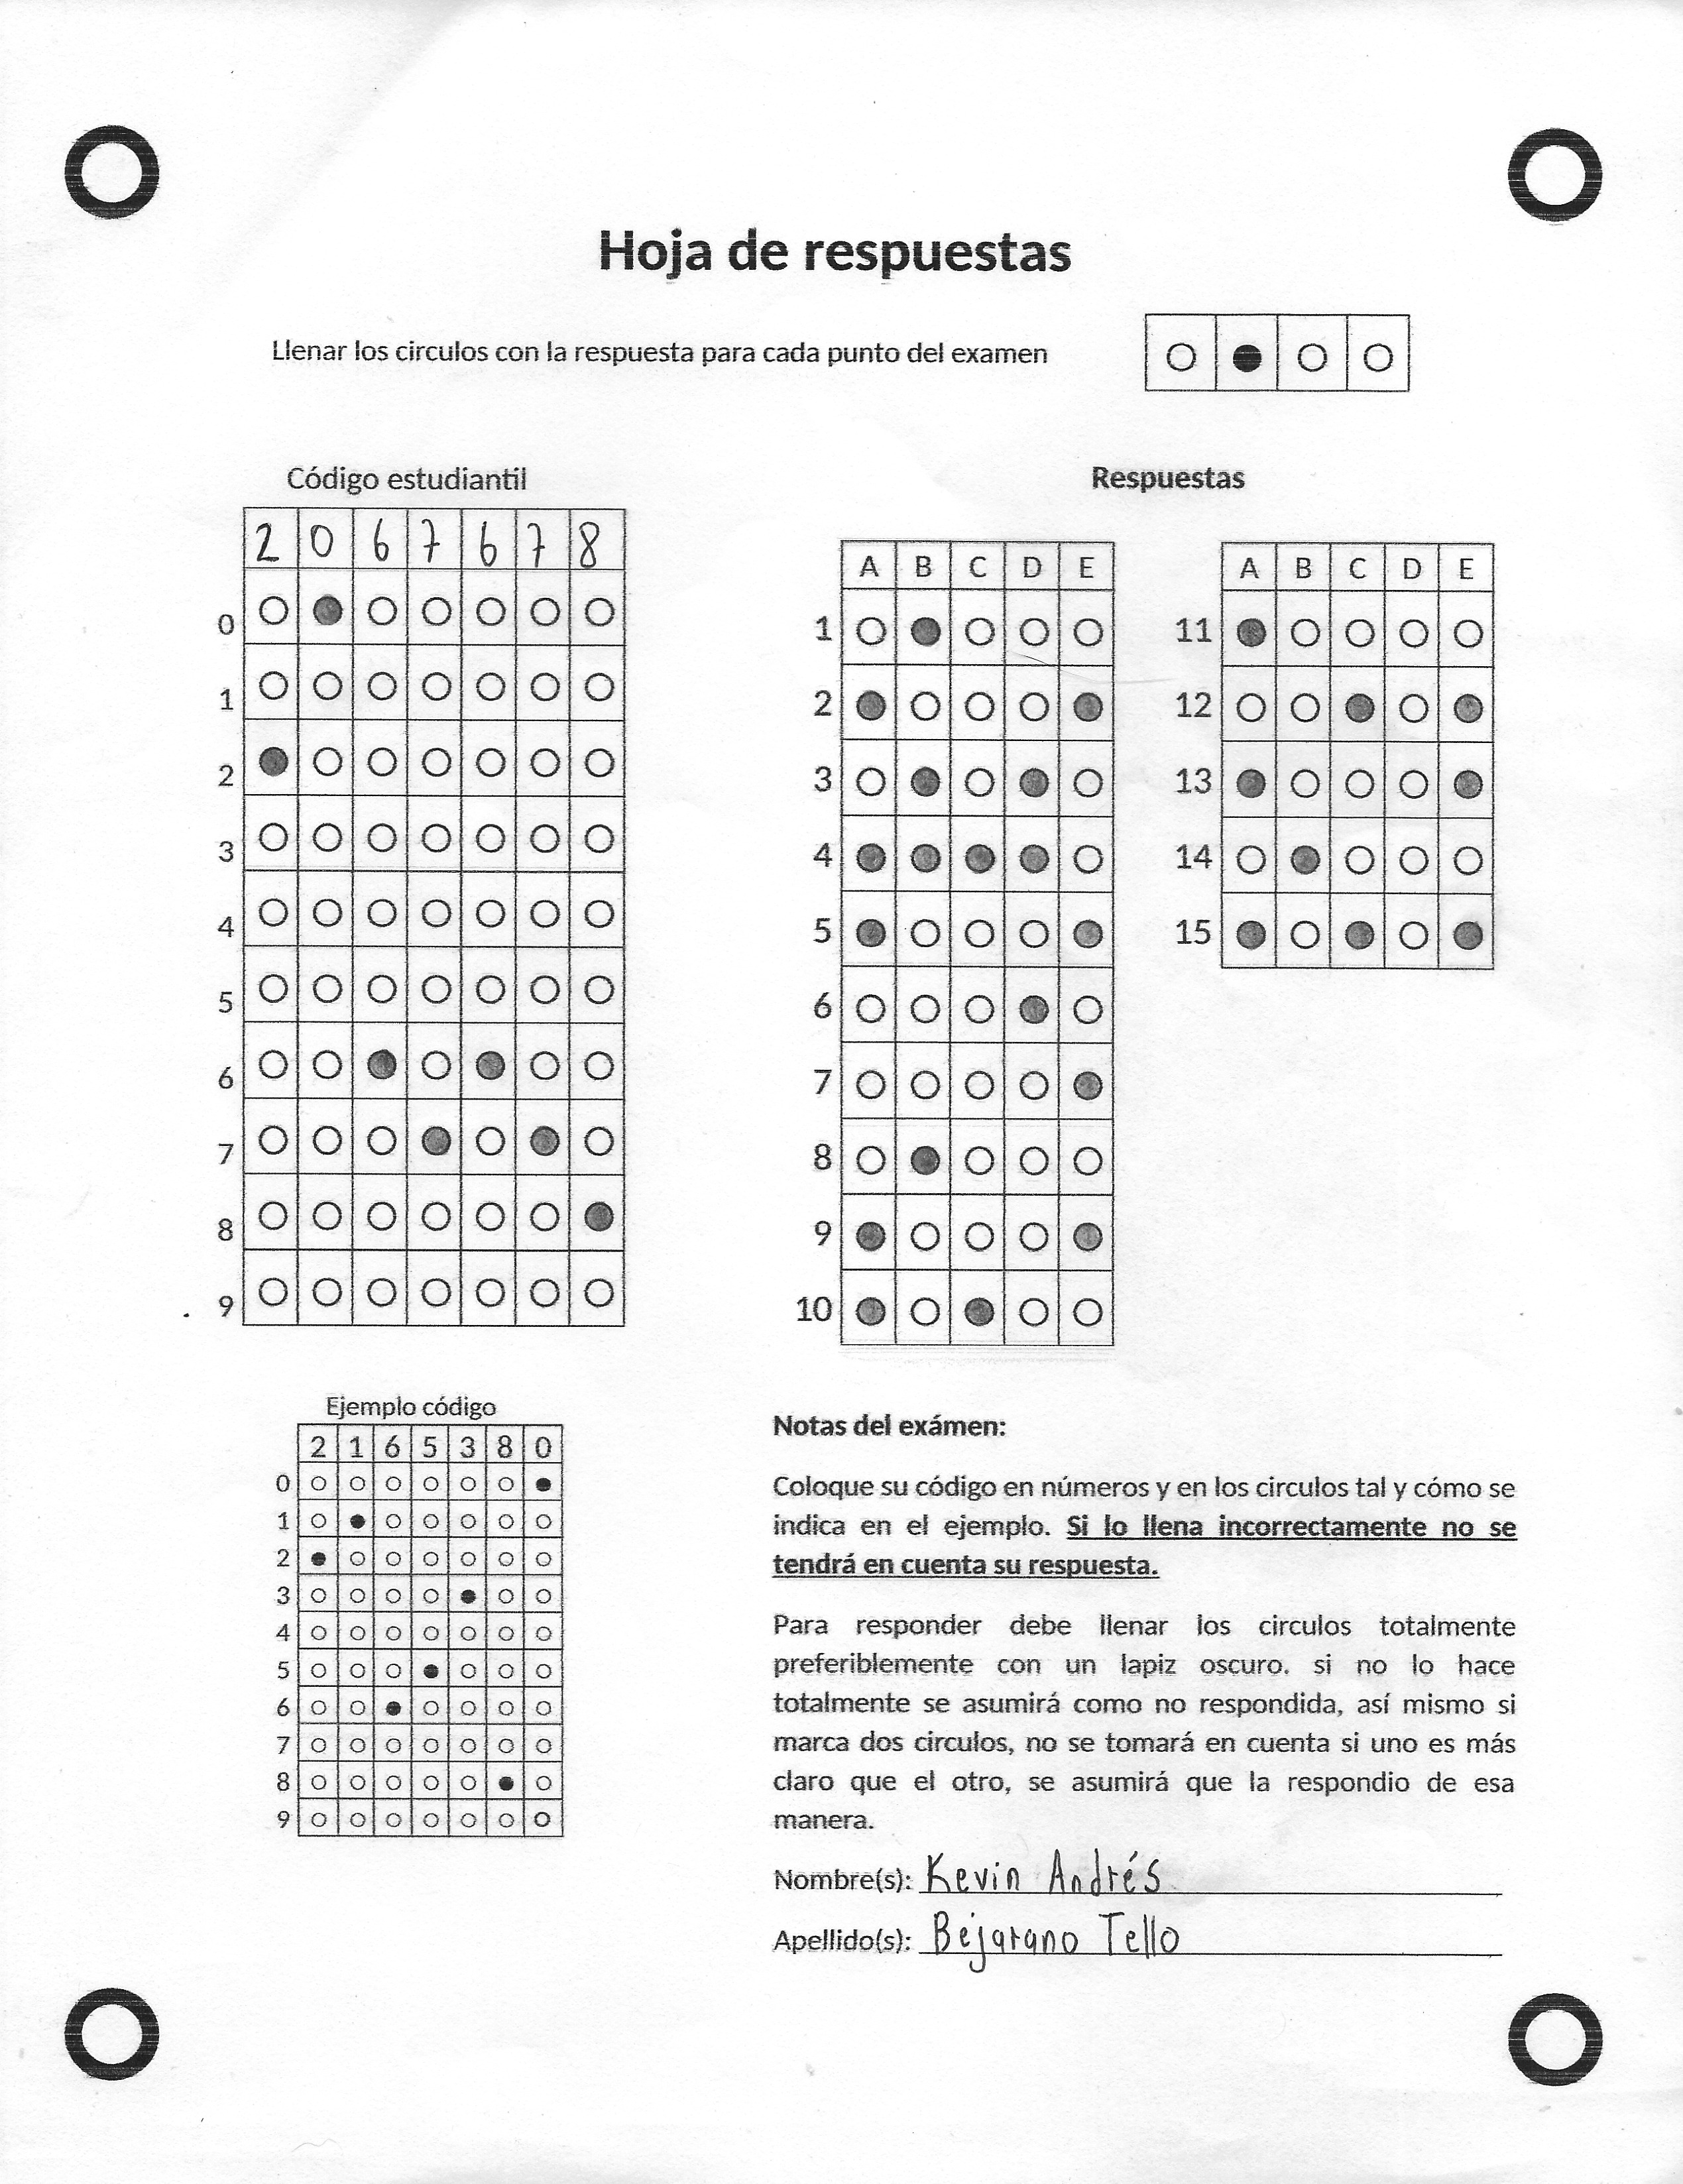 Hoja de respuestas
Llenar los circulos con la respuesta para cada punto del examen
Código estudiantil
2 0 6 7 6 7 8
0
1
2
3
4
5
6
7
8
9
Respuestas
A B C D E
1
2
3
4
5
6
7
8
9
10
A B C D E
11
12
13
14
15
Ejemplo código
2 1 6 5 3 8 0
0
1
2
3
4
5
6
7
8
9
Notas del exámen:
Coloque su código en números y en los circulos tal y cómo se
indica en el ejemplo. Si lo llena incorrectamente no se
tendrá en cuenta su respuesta.
Para responder debe llenar los circulos totalmente
preferiblemente con un lapiz oscuro. si no lo hace
totalmente se asumirá como no respondida, así mismo si
marca dos circulos, no se tomará en cuenta si uno es más
claro que el otro, se asumirá que la respondio de esa
manera.
Nombre(s): Kevin Andrés
Apellido(s): Bejarano Tello